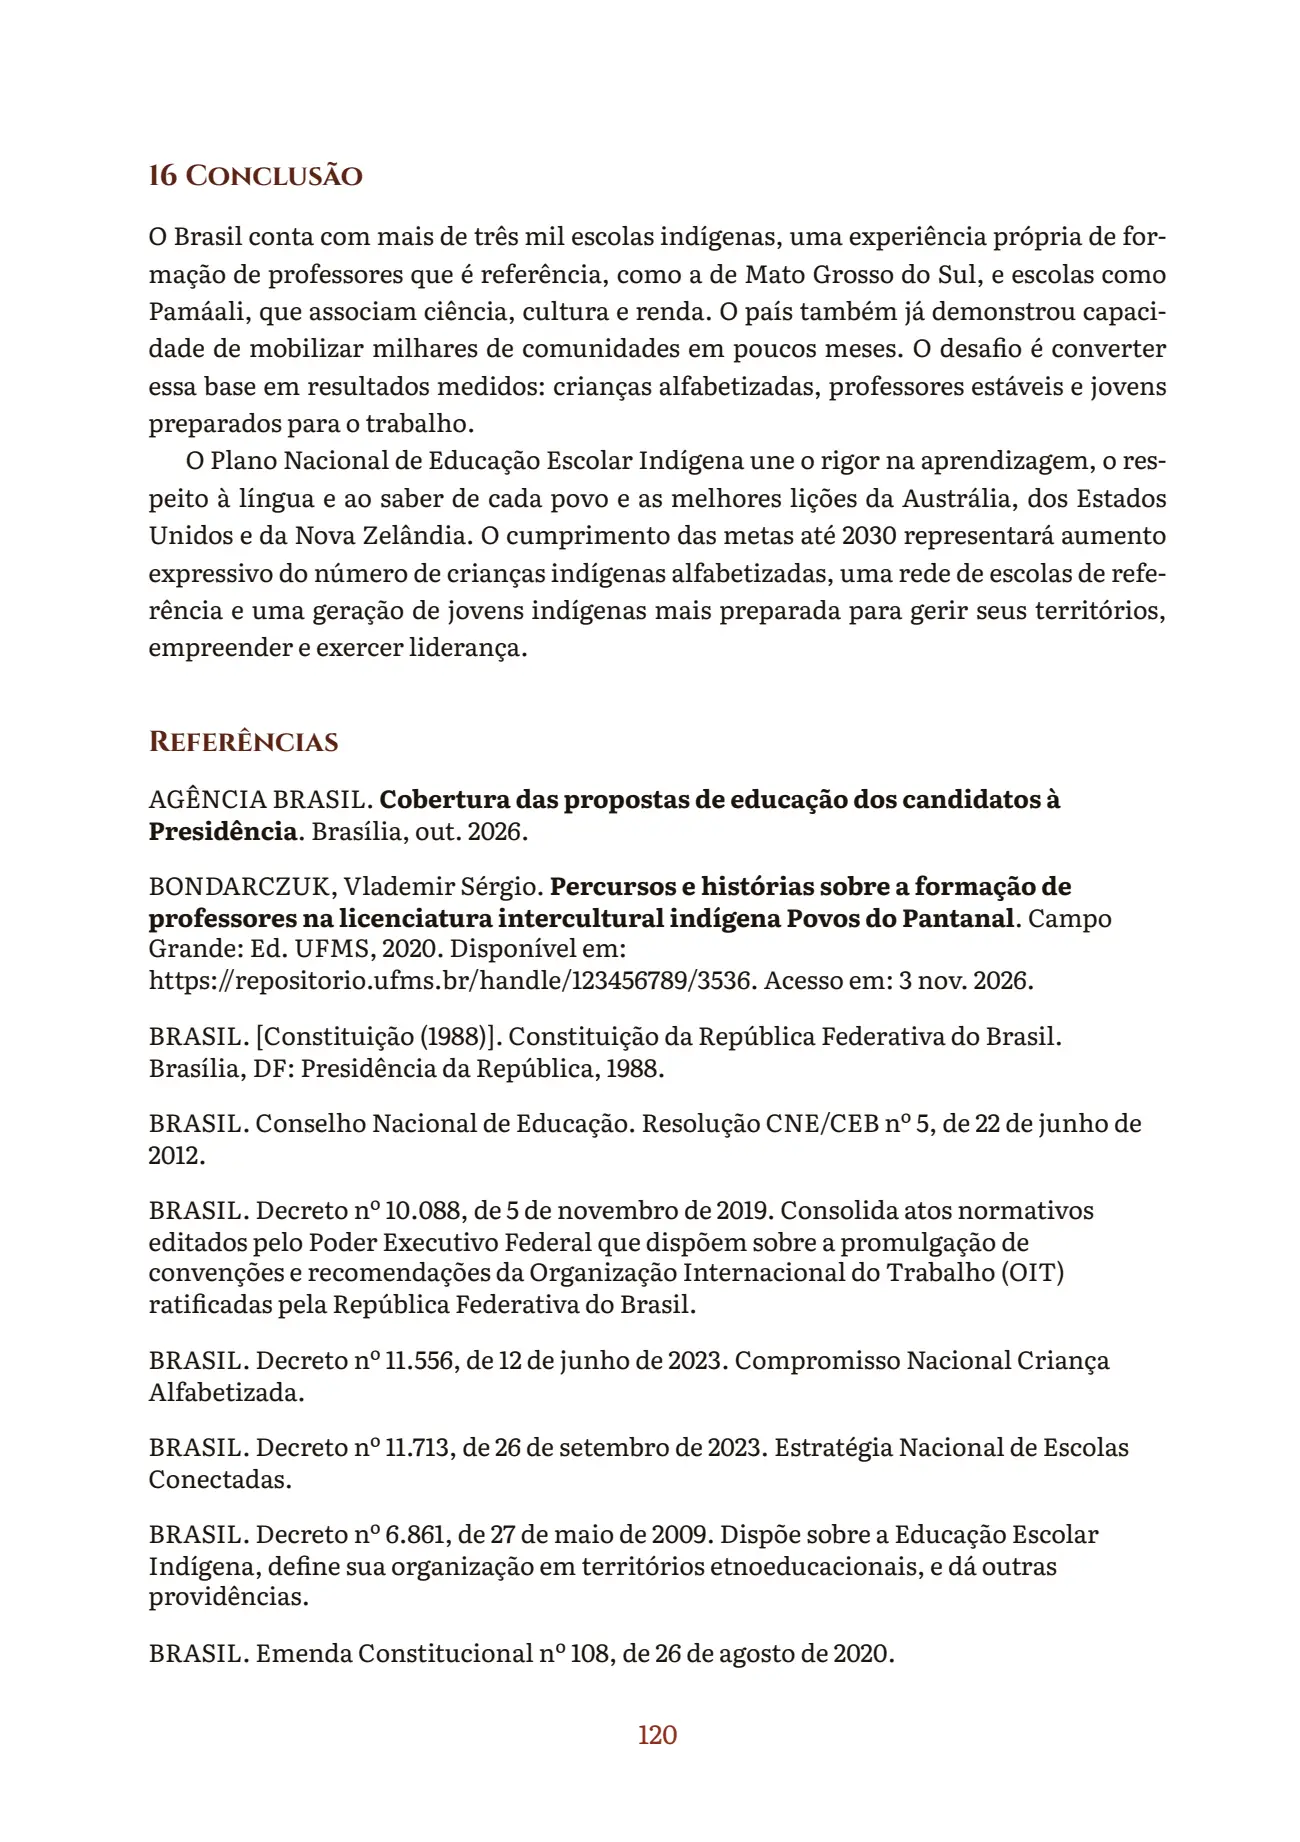 16 Conclusão
O Brasil conta com mais de três mil escolas indígenas, uma experiência própria de for-
mação de professores que é referência, como a de Mato Grosso do Sul, e escolas como
Pamáali, que associam ciência, cultura e renda. O país também já demonstrou capaci-
dade de mobilizar milhares de comunidades em poucos meses. O desafio é converter
essa base em resultados medidos: crianças alfabetizadas, professores estáveis e jovens
preparados para o trabalho.
O Plano Nacional de Educação Escolar Indígena une o rigor na aprendizagem, o res-
peito à língua e ao saber de cada povo e as melhores lições da Austrália, dos Estados
Unidos e da Nova Zelândia. O cumprimento das metas até 2030 representará aumento
expressivo do número de crianças indígenas alfabetizadas, uma rede de escolas de refe-
rência e uma geração de jovens indígenas mais preparada para gerir seus territórios,
empreender e exercer liderança.
Referências
AGÊNCIA BRASIL. Cobertura das propostas de educação dos candidatos à
Presidência. Brasília, out. 2026.
BONDARCZUK, Vlademir Sérgio. Percursos e histórias sobre a formação de
professores na licenciatura intercultural indígena Povos do Pantanal. Campo
Grande: Ed. UFMS, 2020. Disponível em:
https://repositorio.ufms.br/handle/123456789/3536. Acesso em: 3 nov. 2026.
BRASIL. [Constituição (1988)]. Constituição da República Federativa do Brasil.
Brasília, DF: Presidência da República, 1988.
BRASIL. Conselho Nacional de Educação. Resolução CNE/CEB nº 5, de 22 de junho de
2012.
BRASIL. Decreto nº 10.088, de 5 de novembro de 2019. Consolida atos normativos
editados pelo Poder Executivo Federal que dispõem sobre a promulgação de
convenções e recomendações da Organização Internacional do Trabalho (OIT)
ratificadas pela República Federativa do Brasil.
BRASIL. Decreto nº 11.556, de 12 de junho de 2023. Compromisso Nacional Criança
Alfabetizada.
BRASIL. Decreto nº 11.713, de 26 de setembro de 2023. Estratégia Nacional de Escolas
Conectadas.
BRASIL. Decreto nº 6.861, de 27 de maio de 2009. Dispõe sobre a Educação Escolar
Indígena, define sua organização em territórios etnoeducacionais, e dá outras
providências.
BRASIL. Emenda Constitucional nº 108, de 26 de agosto de 2020.
120